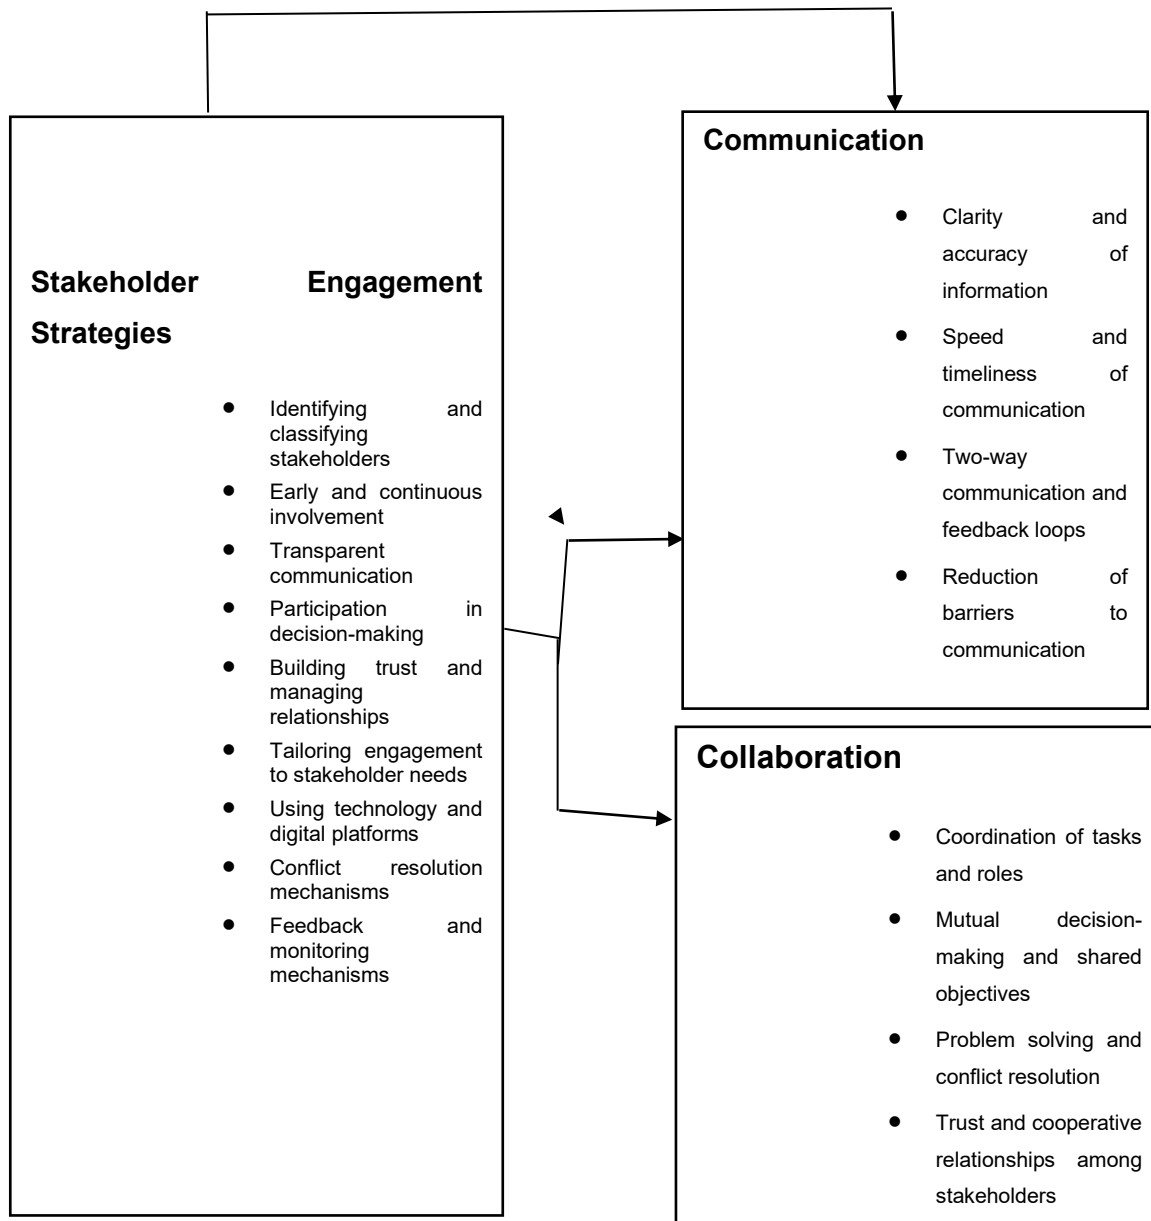 Stakeholder Engagement
Strategies
● Identifying and
classifying
stakeholders
● Early and continuous
involvement
● Transparent
communication
● Participation in
decision-making
● Building trust and
managing
relationships
● Tailoring engagement
to stakeholder needs
● Using technology and
digital platforms
● Conflict resolution
mechanisms
● Feedback and
monitoring
mechanisms
Communication
● Clarity and
accuracy of
information
● Speed and
timeliness of
communication
● Two-way
communication and
feedback loops
● Reduction of
barriers to
communication
Collaboration
● Coordination of tasks
and roles
● Mutual decision-
making and shared
objectives
● Problem solving and
conflict resolution
● Trust and cooperative
relationships among
stakeholders